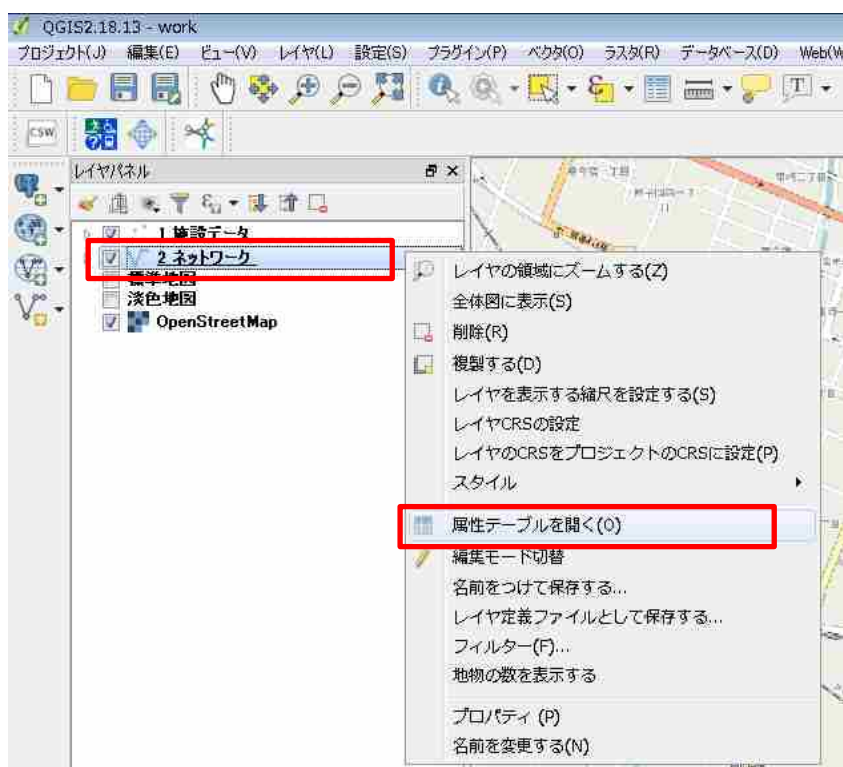 QGIS2.18.13 - work
プロジェクト(J) 編集(E) ビュー(V) レイヤ(L) 設定(S) プラグイン(P) ベクタ(O) ラスタ(R) データベース(D) Web(W
CSW
レイヤパネル
1 施設データ
2 ネットワーク
標準地図
淡色地図
OpenStreetMap
レイヤの領域にズームする(Z)
全体図に表示(S)
削除(R)
複製する(D)
レイヤを表示する縮尺を設定する(S)
レイヤCRSの設定
レイヤのCRSをプロジェクトのCRSに設定(P)
スタイル
属性テーブルを開く(O)
編集モード切替
名前をつけて保存する...
レイヤ定義ファイルとして保存する...
フィルター(F)...
地物の数を表示する
プロパティ (P)
名前を変更する(N)